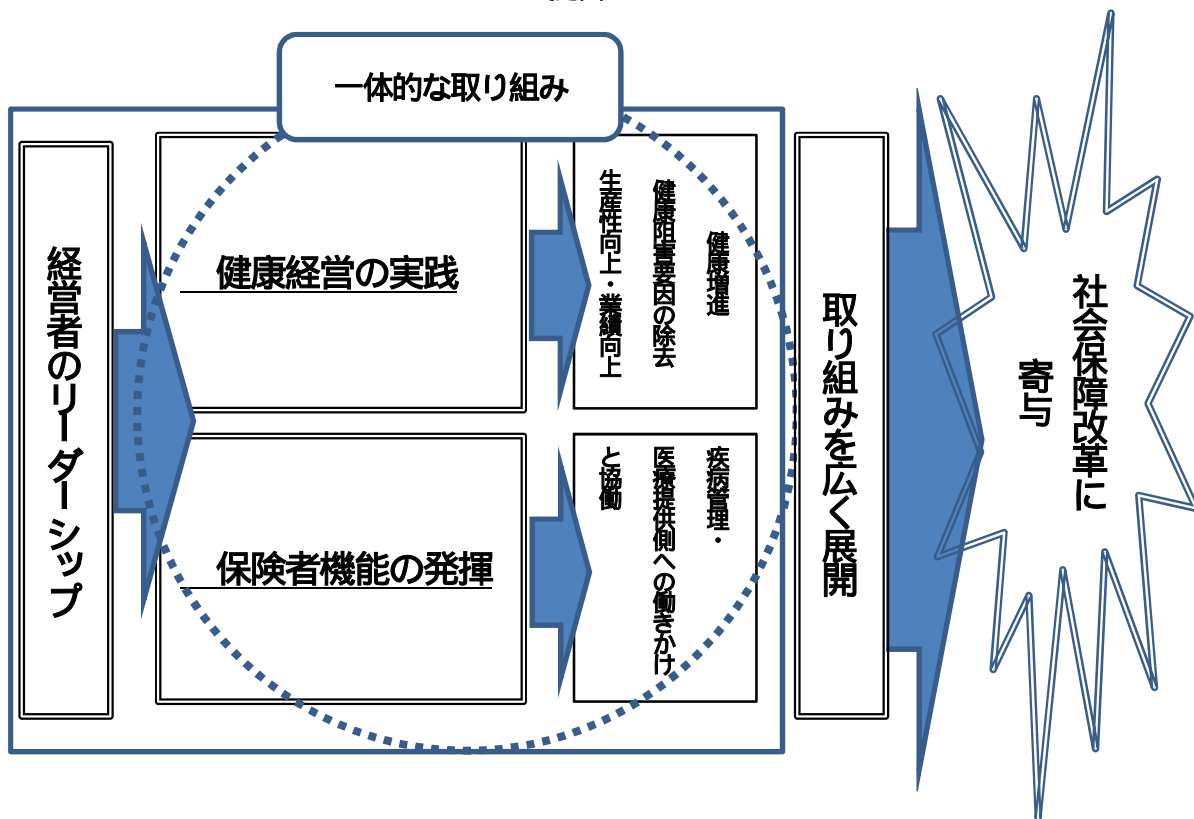 一体的な取り組み
経営者のリーダーシップ
健康経営の実践
健康増進
健康阻害要因の除去
生産性向上・業績向上
保険者機能の発揮
疾病管理・
医療提供側への働きかけ
と協働
取り組みを広く展開
社会保障改革に
寄与